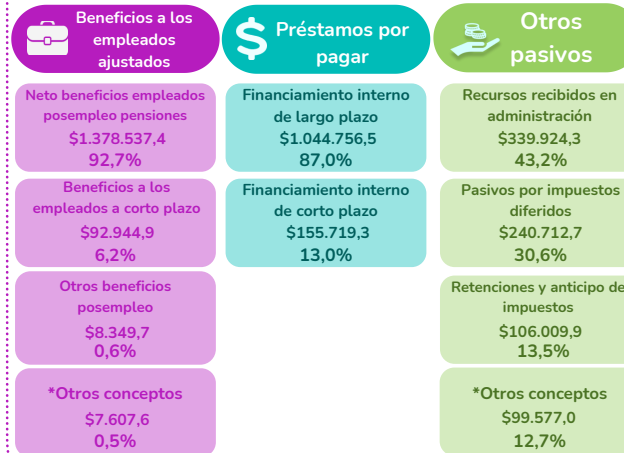 Beneficios a los
empleados
ajustados
Neto beneficios empleados
posempleo pensiones
$1.378.537,4
92,7%
Beneficios a los
empleados a corto plazo
$92.944,9
6,2%
Otros beneficios
posempleo
$8.349,7
0,6%
*Otros conceptos
$7.607,6
0,5%
Préstamos por
pagar
Financiamiento interno
de largo plazo
$1.044.756,5
87,0%
Financiamiento interno
de corto plazo
$155.719,3
13,0%
Otros
pasivos
Recursos recibidos en
administración
$339.924,3
43,2%
Pasivos por impuestos
diferidos
$240.712,7
30,6%
Retenciones y anticipo de
impuestos
$106.009,9
13,5%
*Otros conceptos
$99.577,0
12,7%